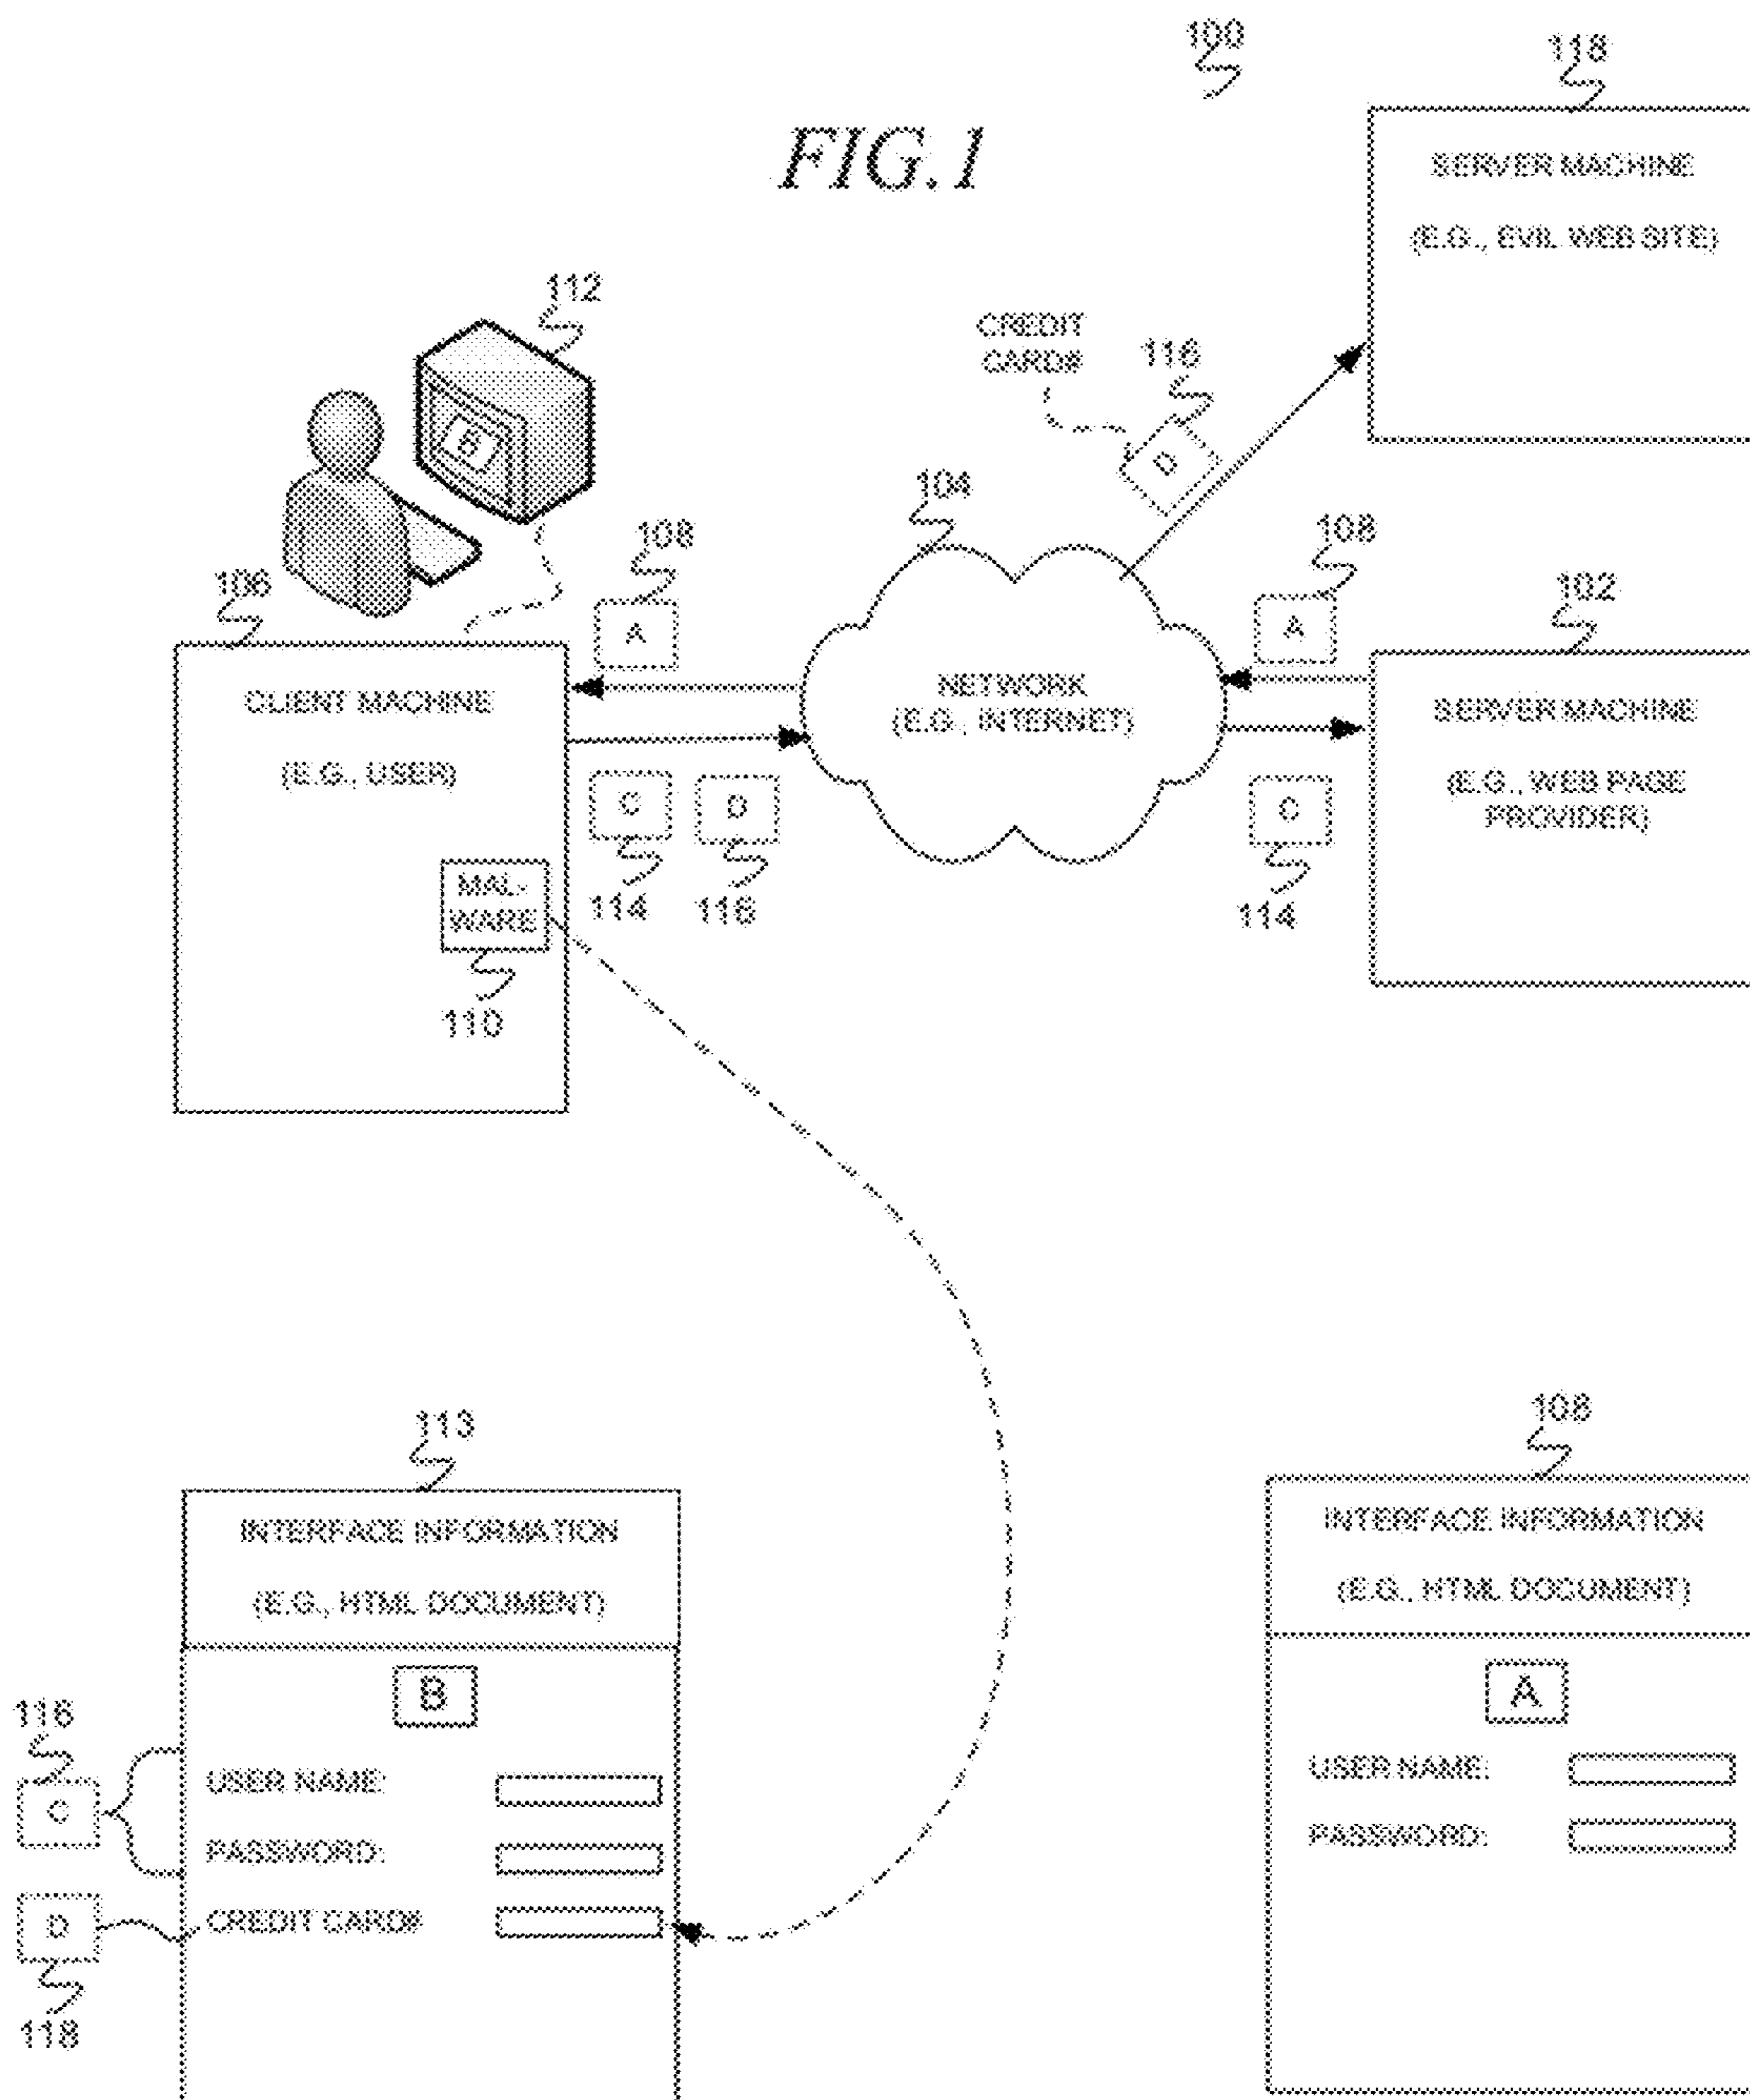 100
118
FIG. 1
SERVER MACHINE
(E.G., EVIL WEB SITE)
112
CREDIT
CARD#
116
B
D
104
108
108
106
102
A
A
CLIENT MACHINE
NETWORK
(E.G., INTERNET)
SERVER MACHINE
(E.G., USER)
(E.G., WEB PAGE
PROVIDER)
C
D
C
MAL-
WARE
114
116
114
110
113
108
INTERFACE INFORMATION
(E.G., HTML DOCUMENT)
INTERFACE INFORMATION
(E.G., HTML DOCUMENT)
B
A
116
USER NAME:
USER NAME:
C
PASSWORD:
PASSWORD:
D
CREDIT CARD#
118